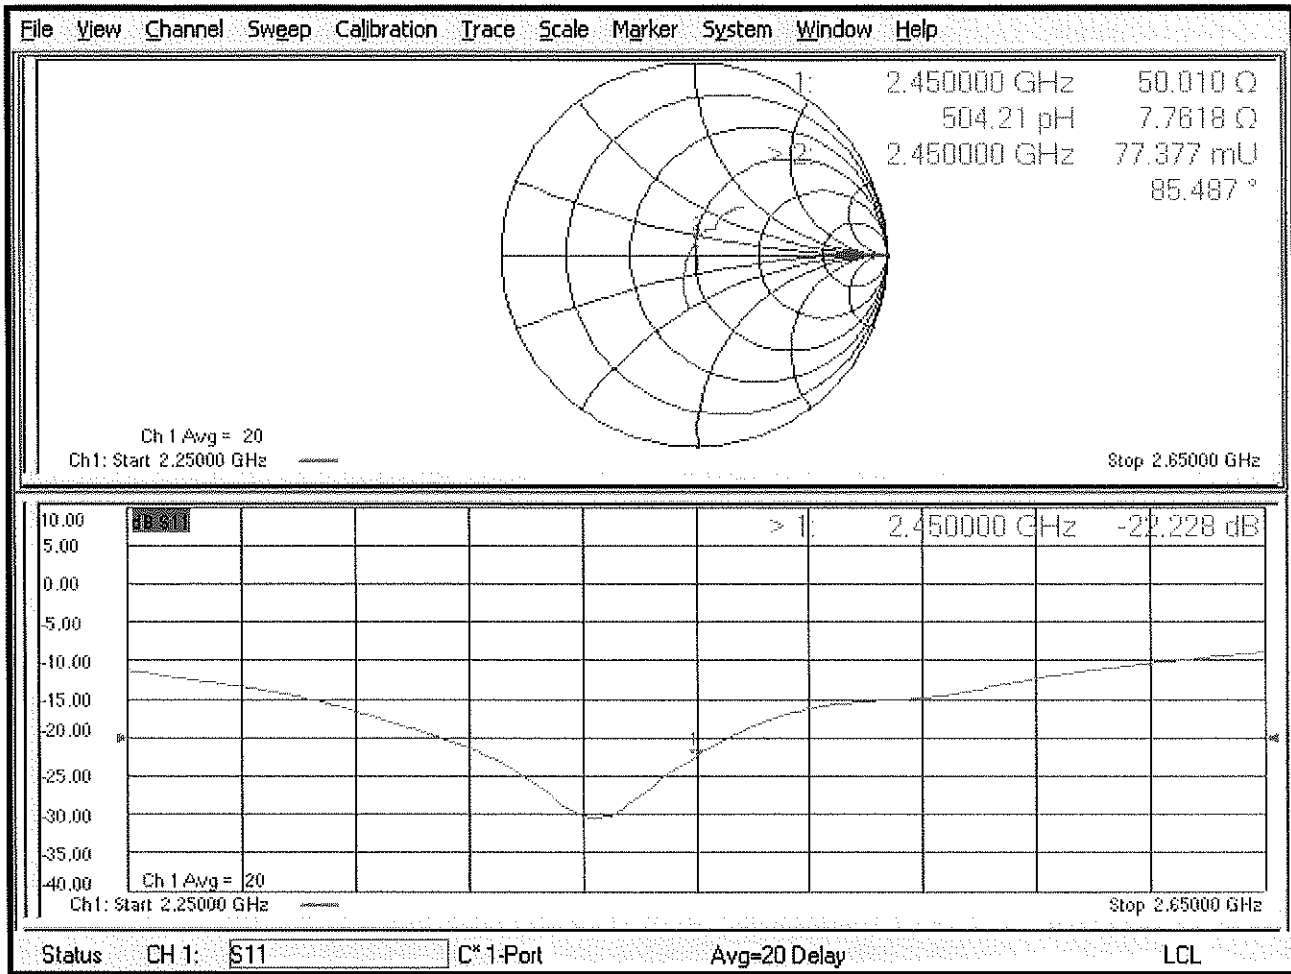 File View Channel Sweep Calibration Trace Scale Marker System Window Help
1: 2.450000 GHz 50.010 Ω
504.21 pH 7.7618 Ω
> 2: 2.450000 GHz 77.377 mU
85.487 °
Ch 1 Avg = 20
Ch1: Start 2.25000 GHz Stop 2.65000 GHz
10.00 dB S11 > 1: 2.450000 GHz -22.228 dB
5.00
0.00
-5.00
-10.00
-15.00
-20.00
1
-25.00
-30.00
-35.00
-40.00 Ch 1 Avg = 20
Ch1: Start 2.25000 GHz Stop 2.65000 GHz
Status CH 1: S11 C* 1-Port Avg=20 Delay LCL